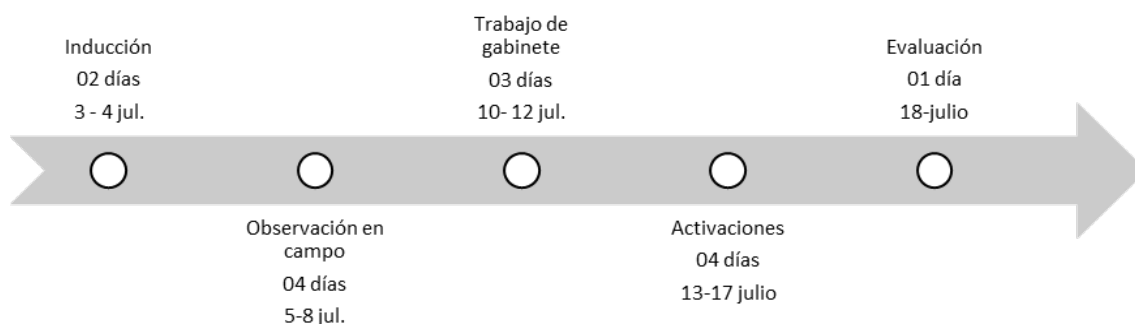 Inducción
02 días
3 - 4 jul.
Observación en
campo
04 días
5-8 jul.
Trabajo de
gabinete
03 días
10- 12 jul.
Activaciones
04 días
13-17 julio
Evaluación
01 día
18-julio